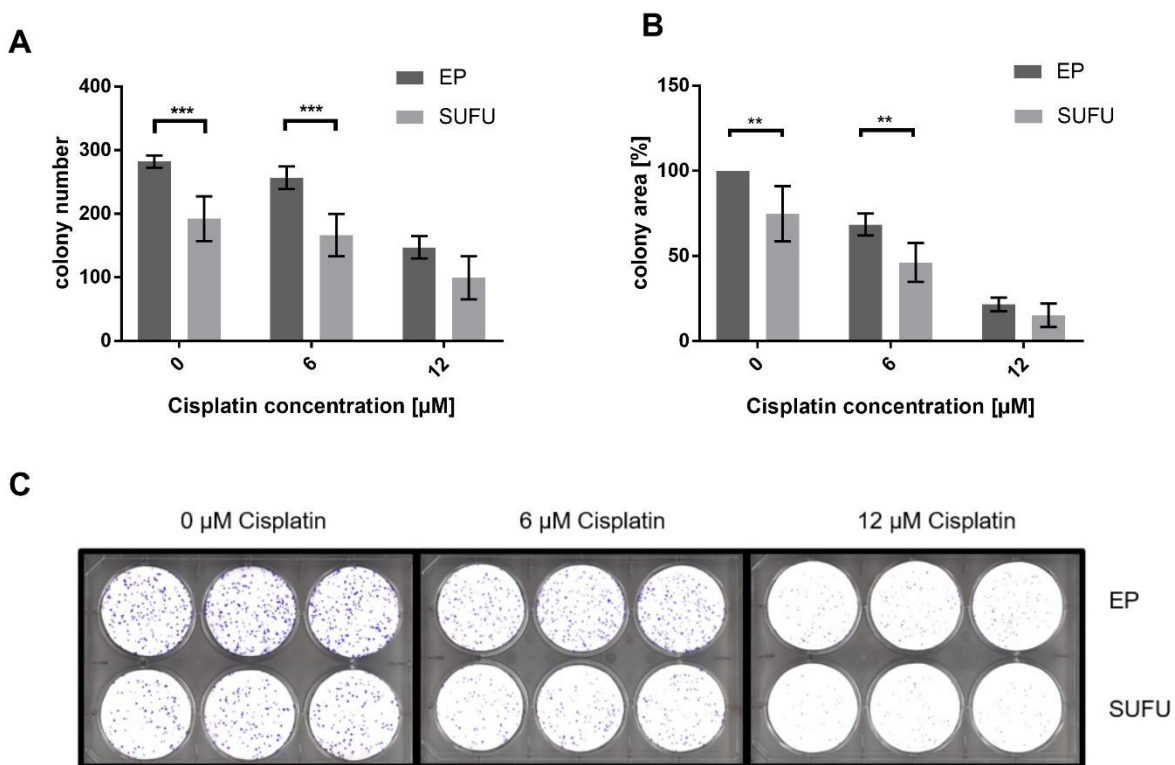 A
EP
SUFU
400
300
200
100
0
colony number
***
***
0
6
12
Cisplatin concentration [µM]
B
EP
SUFU
150
100
50
0
colony area [%]
**
**
0
6
12
Cisplatin concentration [µM]
C
0 µM Cisplatin
6 µM Cisplatin
12 µM Cisplatin
EP
SUFU